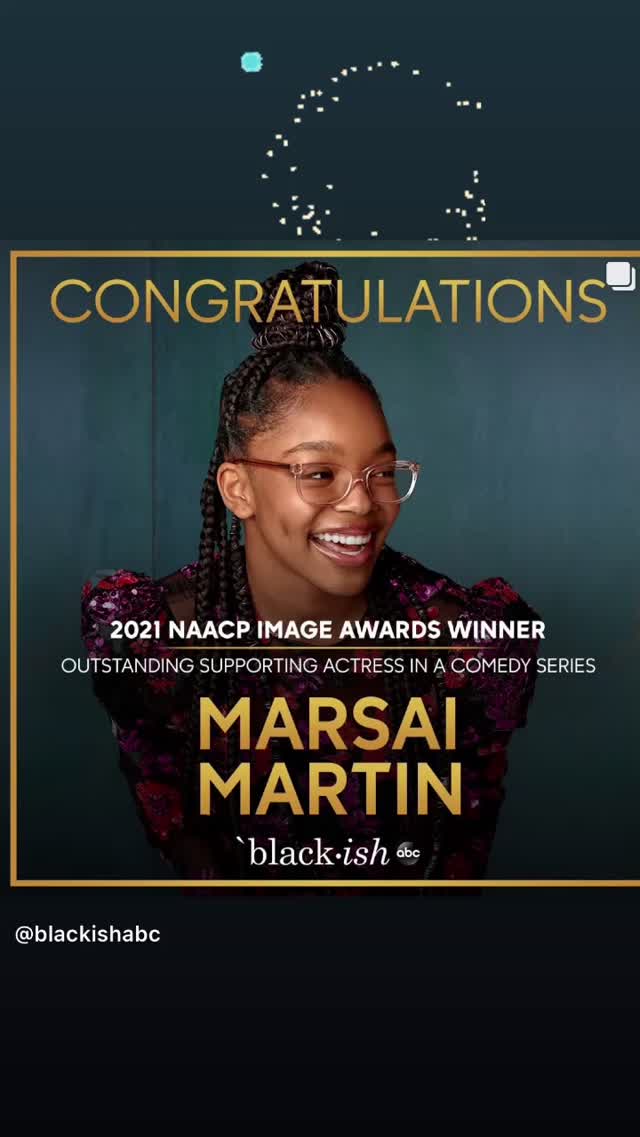 CONGRATULATIONS
2021 NAACP IMAGE AWARDS WINNER
OUTSTANDING SUPPORTING ACTRESS IN A COMEDY SERIES
MARSAI
MARTIN
`black•ish abc
@blackishabc